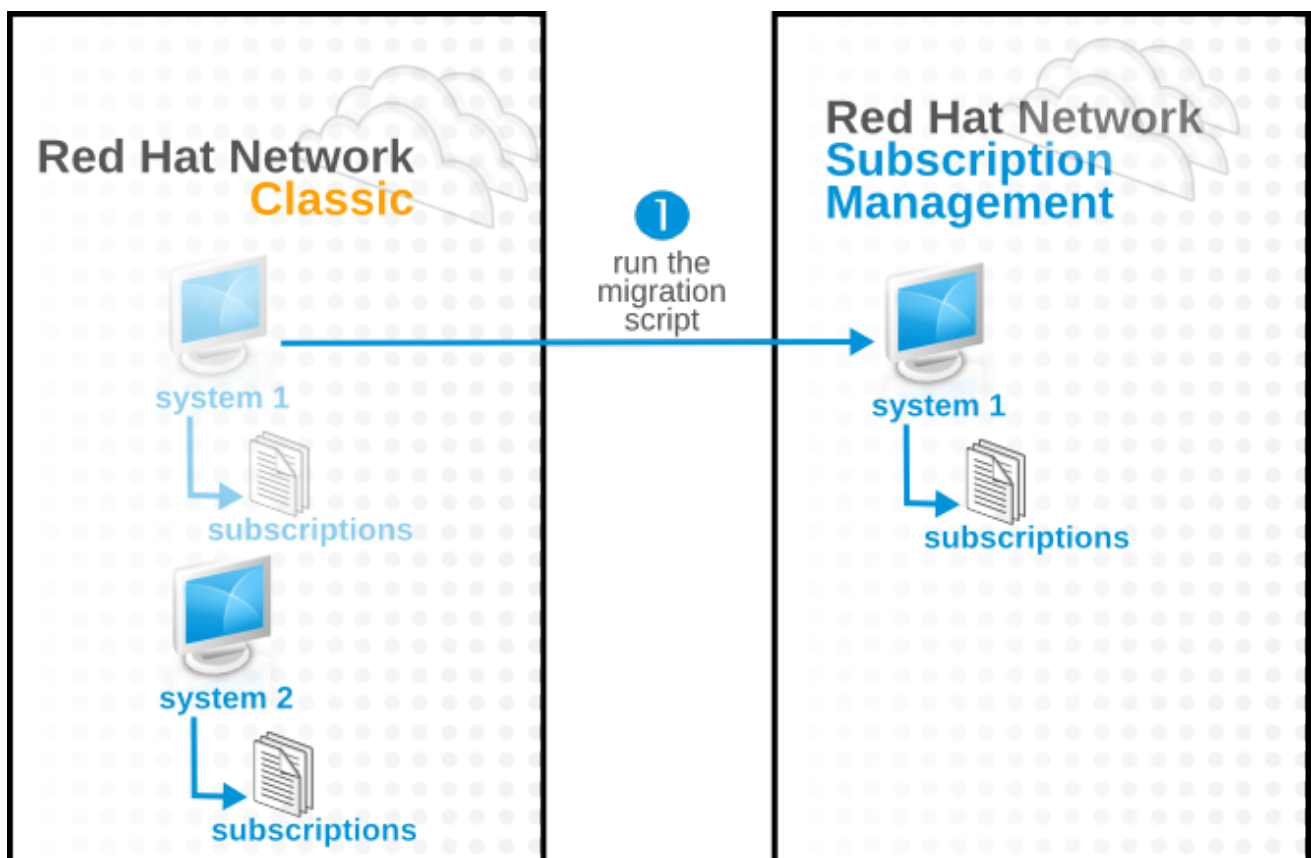 Red Hat Network
Classic
system 1
subscriptions
system 2
subscriptions
1
run the
migration
script
Red Hat Network
Subscription
Management
system 1
subscriptions